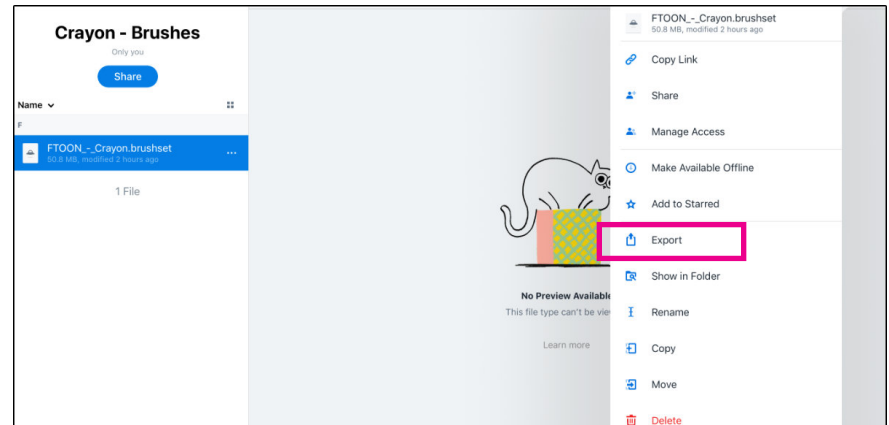 Crayon - Brushes
Only you
Share
Name
F
FTOON_-_Crayon.brushset
50.8 MB, modified 2 hours ago
1 File
No Preview Available
This file type can't be vie
Learn more
FTOON_-_Crayon.brushset
50.8 MB, modified 2 hours ago
Copy Link
Share
Manage Access
Make Available Offline
Add to Starred
Export
Show in Folder
Rename
Copy
Move
Delete